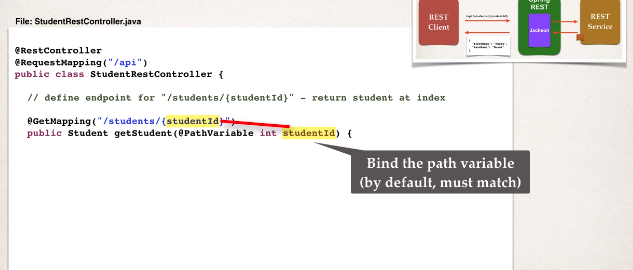 File: StudentRestController.java
REST
Client
Spring
REST
Jackson
REST
Service
@RestController
@RequestMapping("/api")
public class StudentRestController {
// define endpoint for "/students/{studentId}" - return student at index
@GetMapping("/students/{studentId}")
public Student getStudent(@PathVariable int studentId) {
Bind the path variable
(by default, must match)